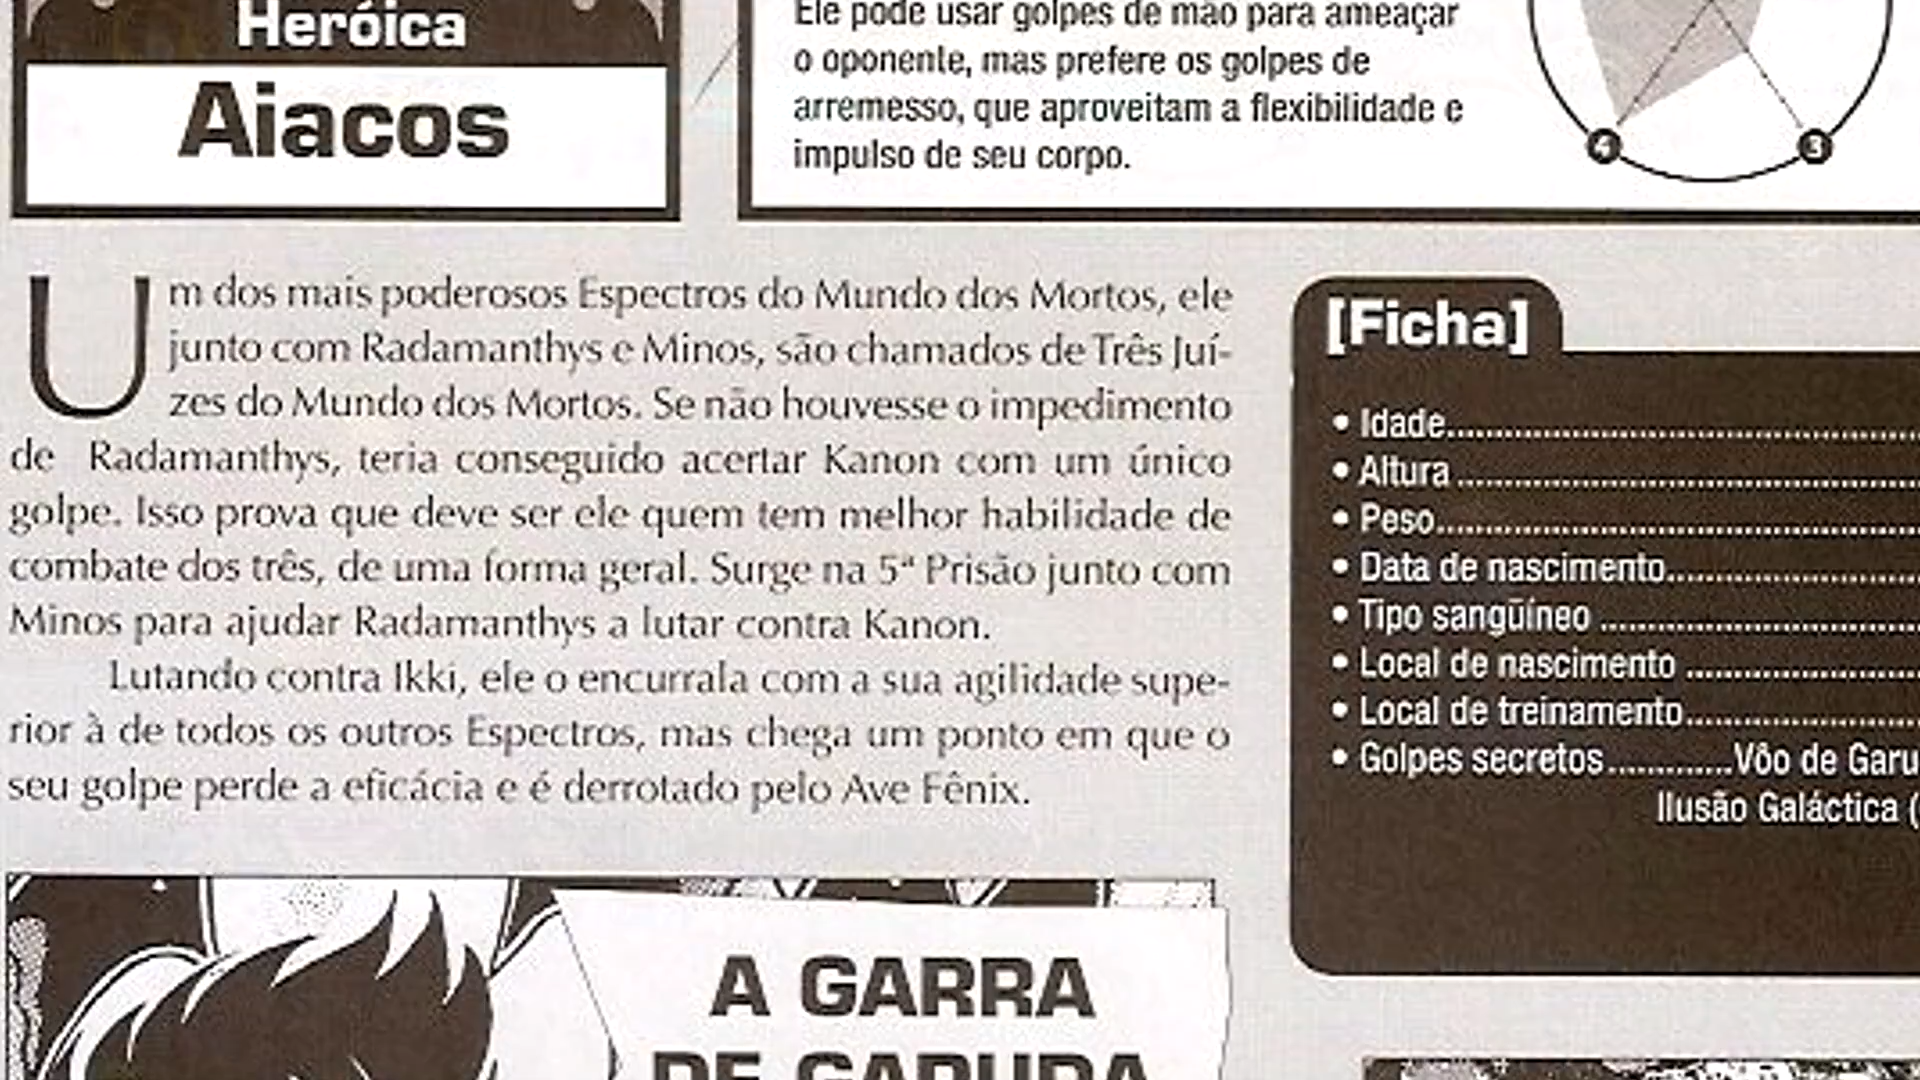 Heróica
Aiacos
Ele pode usar golpes de mão para ameaçar
o oponente, mas prefere os golpes de
arremesso, que aproveitam a flexibilidade e
impulso de seu corpo.
4
3
Um dos mais poderosos Espectros do Mundo dos Mortos, ele
junto com Radamanthys e Minos, são chamados de Três Juí-
zes do Mundo dos Mortos. Se não houvesse o impedimento
de Radamanthys, teria conseguido acertar Kanon com um único
golpe. Isso prova que deve ser ele quem tem melhor habilidade de
combate dos três, de uma forma geral. Surge na 5ª Prisão junto com
Minos para ajudar Radamanthys a lutar contra Kanon.
Lutando contra Ikki, ele o encurrala com a sua agilidade supe-
rior à de todos os outros Espectros, mas chega um ponto em que o
seu golpe perde a eficácia e é derrotado pelo Ave Fênix.
[Ficha]
• Idade
• Altura
• Peso
• Data de nascimento
• Tipo sangüíneo
• Local de nascimento
• Local de treinamento
• Golpes secretos.............Vôo de Garu
Ilusão Galáctica (
A GARRA
DE GARUDA